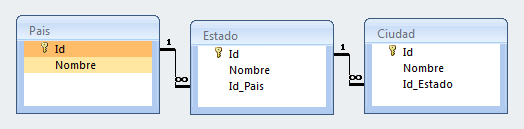 Pais
Id
Nombre
1
∞
Estado
Id
Nombre
Id_Pais
1
∞
Ciudad
Id
Nombre
Id_Estado